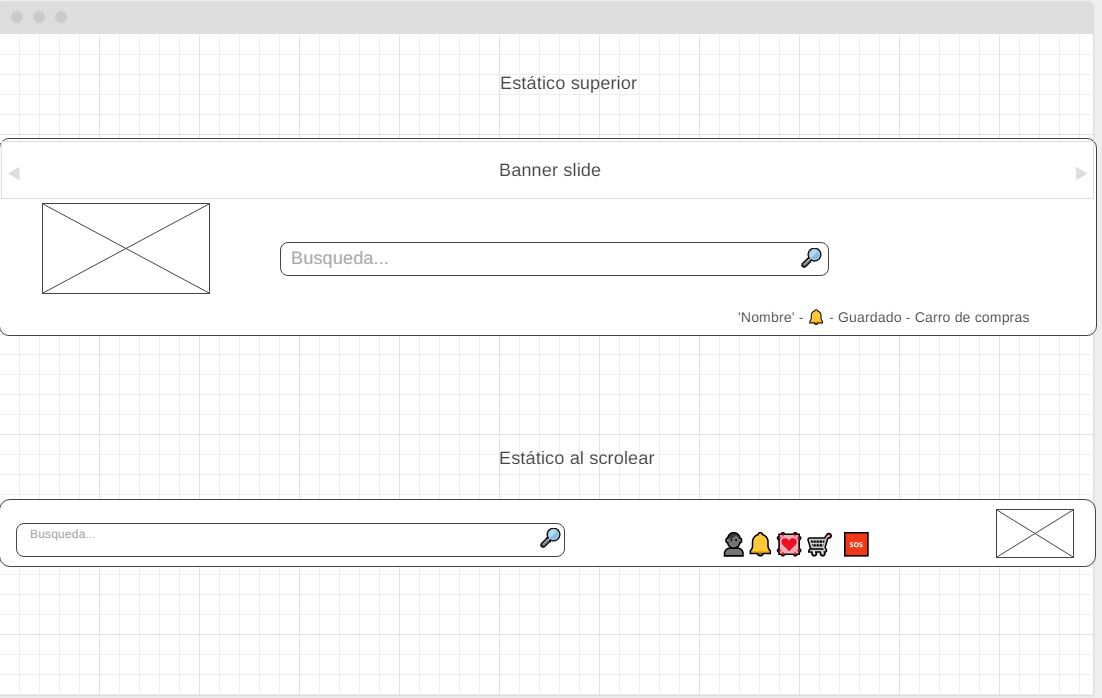 Estático superior
Banner slide
Busqueda...
'Nombre' - 🔔 - Guardado - Carro de compras
Estático al scrolear
Busqueda...
SOS